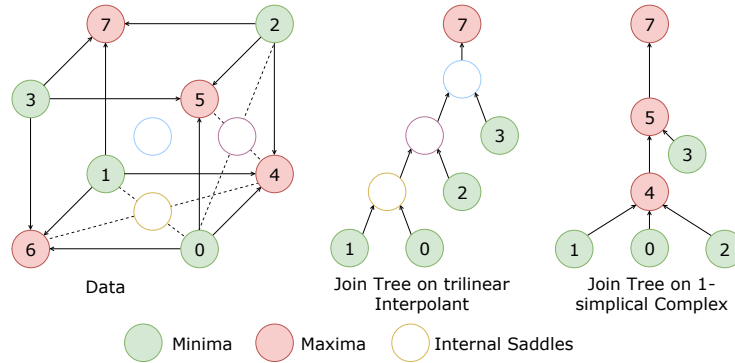 7
2
3
5
1
4
6
0
Data
7
3
2
1
0
Join Tree on trilinear
Interpolant
7
5
3
4
1
0
2
Join Tree on 1-
simplical Complex
Minima
Maxima
Internal Saddles